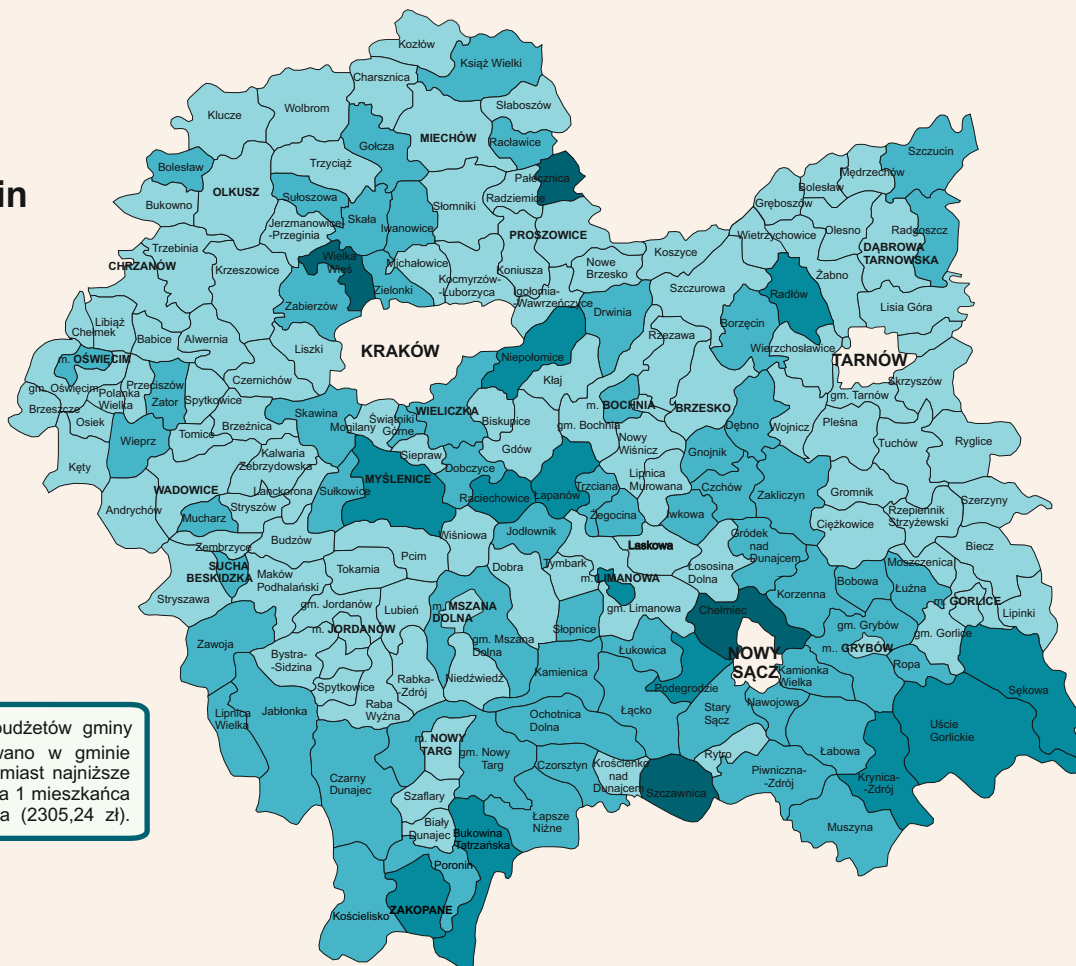 in
Kozłów
Książ Wielki
Charsznica
Słaboszów
Wolbrom
Klucze
MIECHÓW
Racławice
Gołcza
Szczucin
Trzyciąż
Bolesław
Mędrzechów
Pałecznica
Bolesław
OLKUSZ
Sułoszowa
Radziemice
Gręboszów
Bukowno
Słomniki
Skała
Iwanowice
Olesno
Radgoszcz
Jerzmanowice-
-Przeginia
PROSZOWICE
Wietrzychowice
DĄBROWA
TARNOWSKA
Trzebinia
Koszyce
Wielka
Wieś
Michałowice
Nowe
Brzesko
CHRZANÓW
Krzeszowice
Koniusza
Żabno
Kocmyrzów-
-Luborzyca
Zielonki
Igołomia-
-Wawrzeńczyce
Szczurowa
Radłów
Zabierzów
Drwinia
Lisia Góra
Libiąż
Chełmek
Borzęcin
Babice
Alwernia
Rzezawa
Liszki
KRAKÓW
Wierzchosławice
m. OŚWIĘCIM
Niepołomice
TARNÓW
Czernichów
Kłaj
Skrzyszów
gm. Oświęcim
Przeciszów
Polanka
Wielka
Zator
Spytkowice
gm. Tarnów
Brzeszcze
m. BOCHNIA
BRZESKO
Osiek
Skawina
WIELICZKA
Świątniki
Górne
Biskupice
Brzeźnica
Mogilany
gm. Bochnia
Dębno
Wojnicz
Pleśna
Tomice
Wieprz
Nowy
Wiśnicz
Tuchów
Ryglice
Gdów
Siepraw
Gnojnik
Kalwaria
Zebrzydowska
Kęty
Dobczyce
Lipnica
Murowana
MYŚLENICE
Trzciana
Czchów
WADOWICE
Lanckorona
Sułkowice
Raciechowice
Łapanów
Zakliczyn
Gromnik
Szerzyny
Andrychów
Stryszów
Mucharz
Żegocina
Iwkowa
Rzepiennik
Strzyżewski
Ciężkowice
Wiśniowa
Jodłownik
Gródek
nad
Dunajcem
Budzów
Zembrzyce
Laskowa
Biecz
Pcim
SUCHA
BESKIDZKA
Tokarnia
Dobra
Tymbark
Łososina
Dolna
Moszczenica
Maków
Podhalański
m. LIMANOWA
Bobowa
Łużna
Stryszawa
Korzenna
m. GORLICE
gm. Jordanów
Lubień
m. MSZANA
DOLNA
gm. Limanowa
Chełmiec
Lipinki
m. JORDANÓW
Słopnice
gm. Grybów
gm. Gorlice
Zawoja
gm. Mszana
Dolna
Łukowica
NOWY
SĄCZ
m.. GRYBÓW
Bystra-
-Sidzina
Kamienica
Kamionka
Wielka
Ropa
Rabka-
-Zdrój
Niedźwiedź
Spytkowice
Podegrodzie
Sękowa
Raba
Wyżna
Nawojowa
Lipnica
Wielka
Jabłonka
Łącko
Stary
Sącz
Ochotnica
Dolna
Uście
Gorlickie
m. NOWY
TARG
gm. Nowy
Targ
Rytro
Łabowa
Krościenko
nad
Dunajcem
Czorsztyn
Piwniczna-
-Zdrój
Czarny
Dunajec
Krynica-
-Zdrój
Szczawnica
Szaflary
Łapsze
Niżne
Biały
Dunajec
Muszyna
Bukowina
Tatrzańska
Poronin
Kościelisko
ZAKOPANE
budżetów gminy
wano w gminie
miast najniższe
a 1 mieszkańca
a (2305,24 zł).